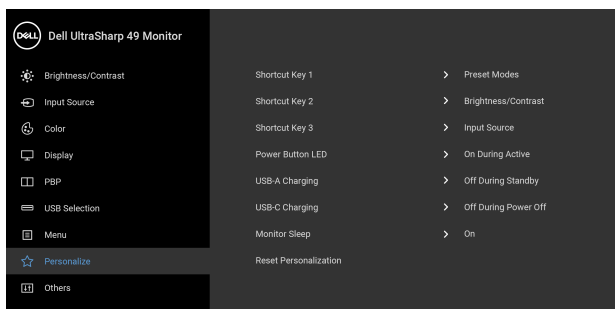 DELL Dell UltraSharp 49 Monitor
Brightness/Contrast Shortcut Key 1 > Preset Modes
Input Source Shortcut Key 2 > Brightness/Contrast
Color Shortcut Key 3 > Input Source
Display Power Button LED > On During Active
PBP USB-A Charging > Off During Standby
USB Selection USB-C Charging > Off During Power Off
Menu Monitor Sleep > On
Personalize Reset Personalization
Others